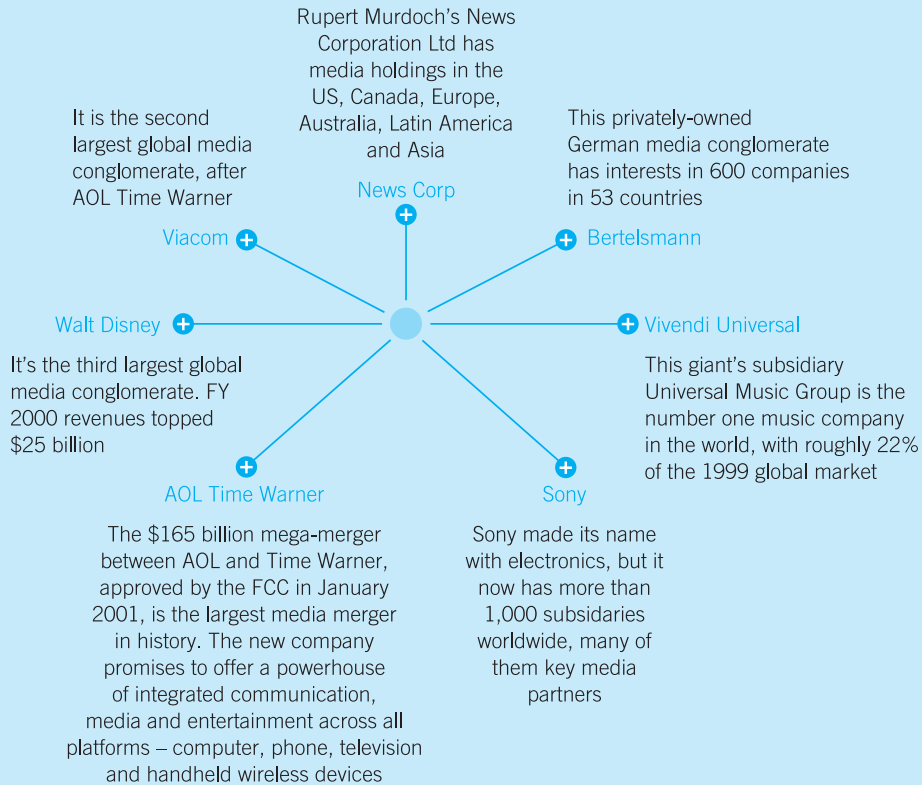 Rupert Murdoch's News
Corporation Ltd has
media holdings in the
US, Canada, Europe,
Australia, Latin America
and Asia
News Corp
It is the second
largest global media
conglomerate, after
AOL Time Warner
Viacom
This privately-owned
German media conglomerate
has interests in 600 companies
in 53 countries
Bertelsmann
Walt Disney
It's the third largest global
media conglomerate. FY
2000 revenues topped
$25 billion
Vivendi Universal
This giant's subsidiary
Universal Music Group is the
number one music company
in the world, with roughly 22%
of the 1999 global market
AOL Time Warner
The $165 billion mega-merger
between AOL and Time Warner,
approved by the FCC in January
2001, is the largest media merger
in history. The new company
promises to offer a powerhouse
of integrated communication,
media and entertainment across all
platforms – computer, phone, television
and handheld wireless devices
Sony
Sony made its name
with electronics, but it
now has more than
1,000 subsidaries
worldwide, many of
them key media
partners